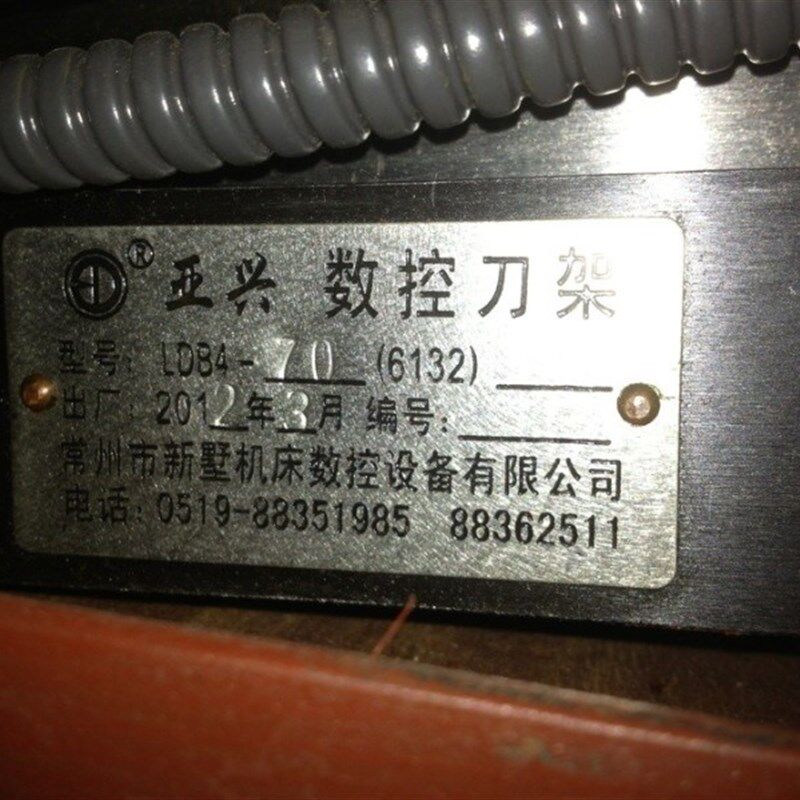 ® 亚兴 数控刀架
型号: LDB4-70 (6132)
出厂: 2012年3月 编号:
常州市新墅机床数控设备有限公司
电话: 0519-88351985 88362511